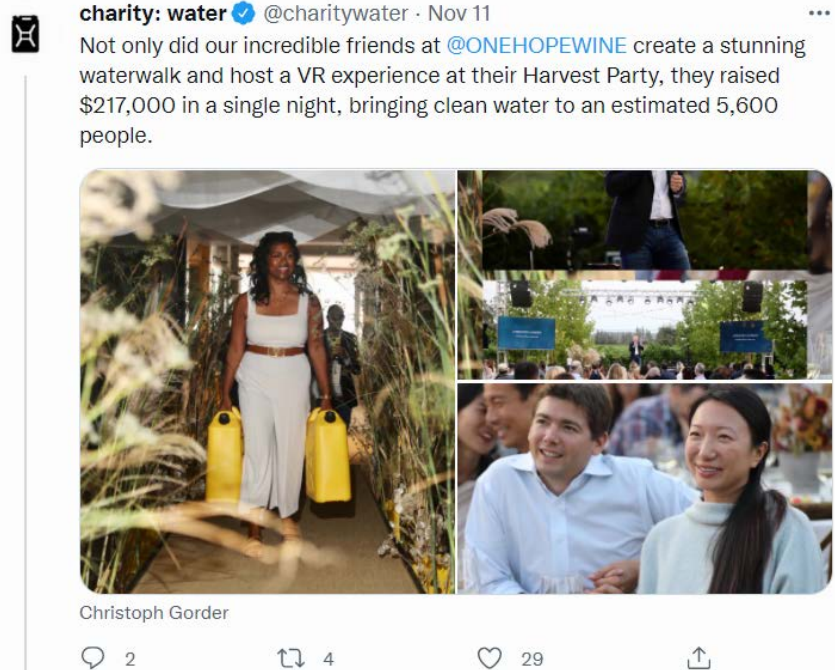 charity: water @charitywater · Nov 11
Not only did our incredible friends at @ONEHOPEWINE create a stunning
waterwalk and host a VR experience at their Harvest Party, they raised
$217,000 in a single night, bringing clean water to an estimated 5,600
people.
Christoph Gorder
2 4 29